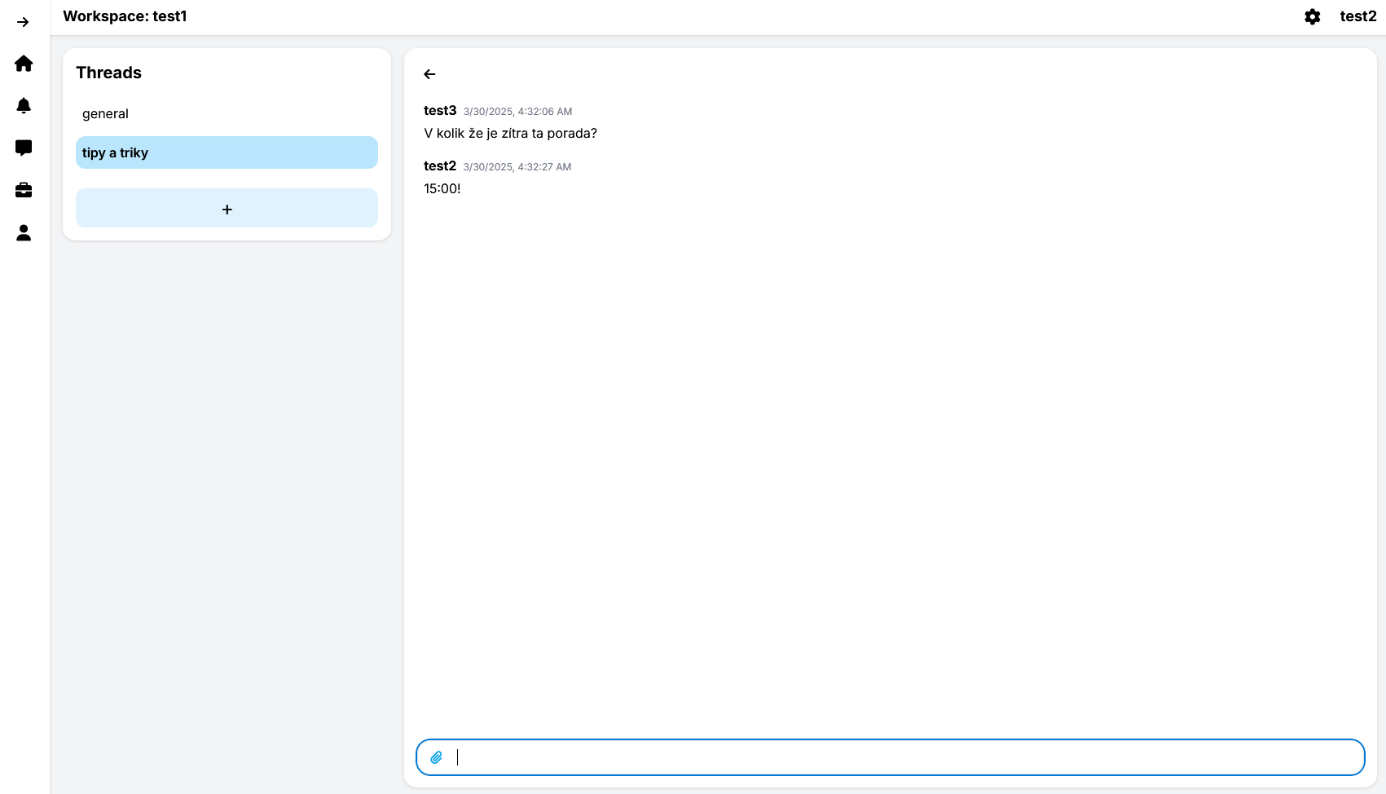 Workspace: test1
test2
Threads
general
tipy a triky
+
test3 3/30/2025, 4:32:06 AM
V kolik že je zítra ta porada?
test2 3/30/2025, 4:32:27 AM
15:00!